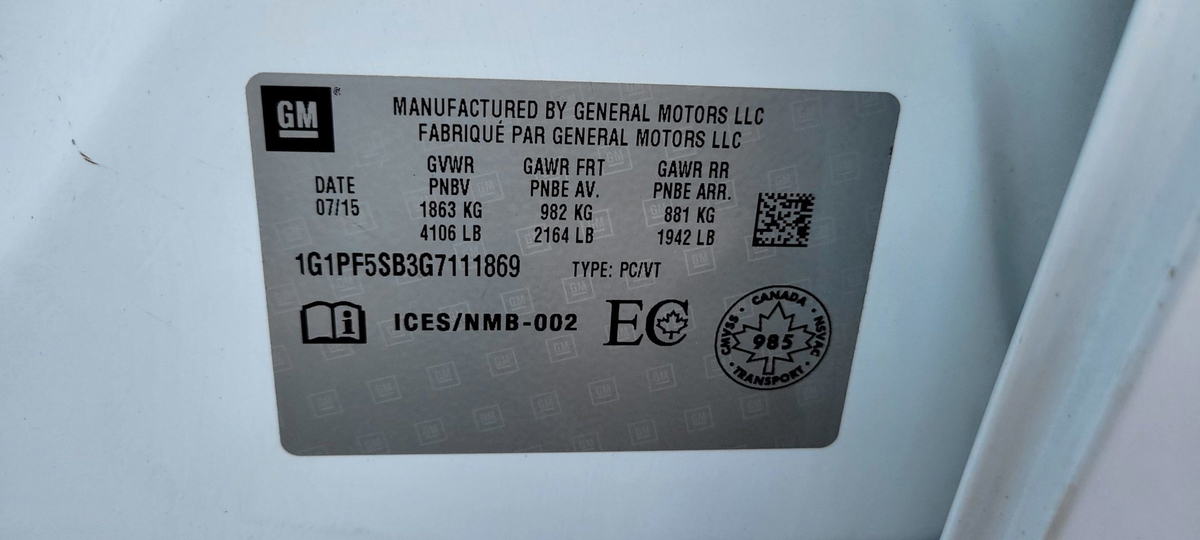 GM
MANUFACTURED BY GENERAL MOTORS LLC
FABRIQUÉ PAR GENERAL MOTORS LLC
DATE
07/15
GVWR
PNBV
1863 KG
4106 LB
GAWR FRT
PNBE AV.
982 KG
2164 LB
GAWR RR
PNBE ARR.
881 KG
1942 LB
1G1PF5SB3G7111869
TYPE: PC/VT
ICES/NMB-002
EC
CANADA
CMVSS
985
NSVAC
TRANSPORT